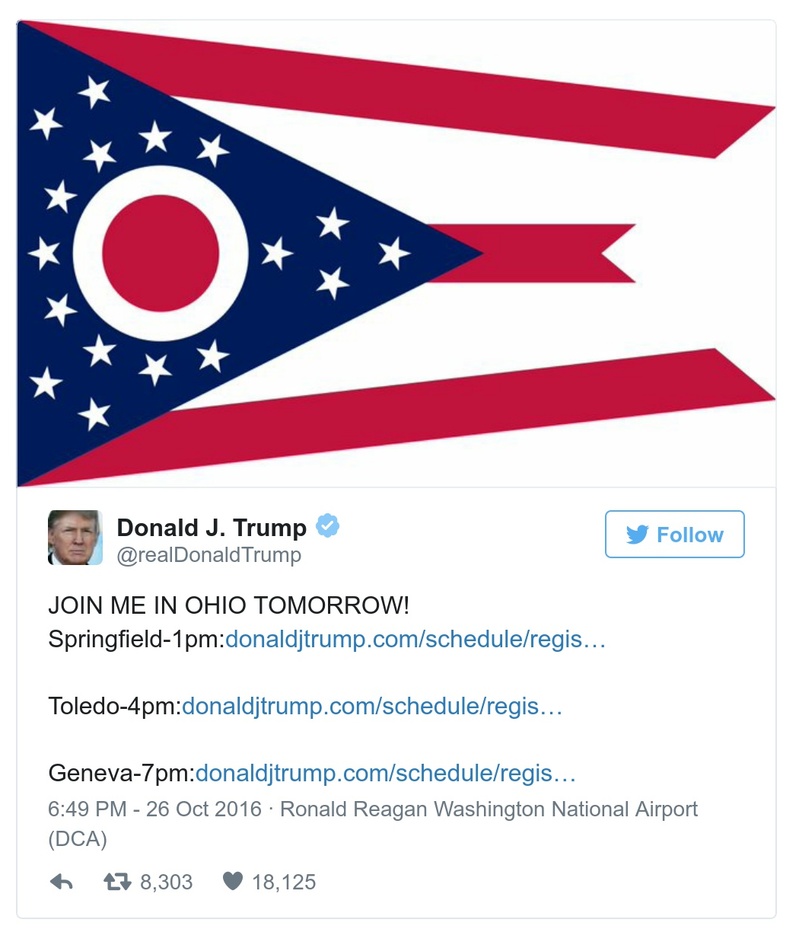 Donald J. Trump
@realDonaldTrump
Follow
JOIN ME IN OHIO TOMORROW!
Springfield-1pm:donaldjtrump.com/schedule/regis…
Toledo-4pm:donaldjtrump.com/schedule/regis…
Geneva-7pm:donaldjtrump.com/schedule/regis…
6:49 PM - 26 Oct 2016 · Ronald Reagan Washington National Airport
(DCA)
8,303 18,125